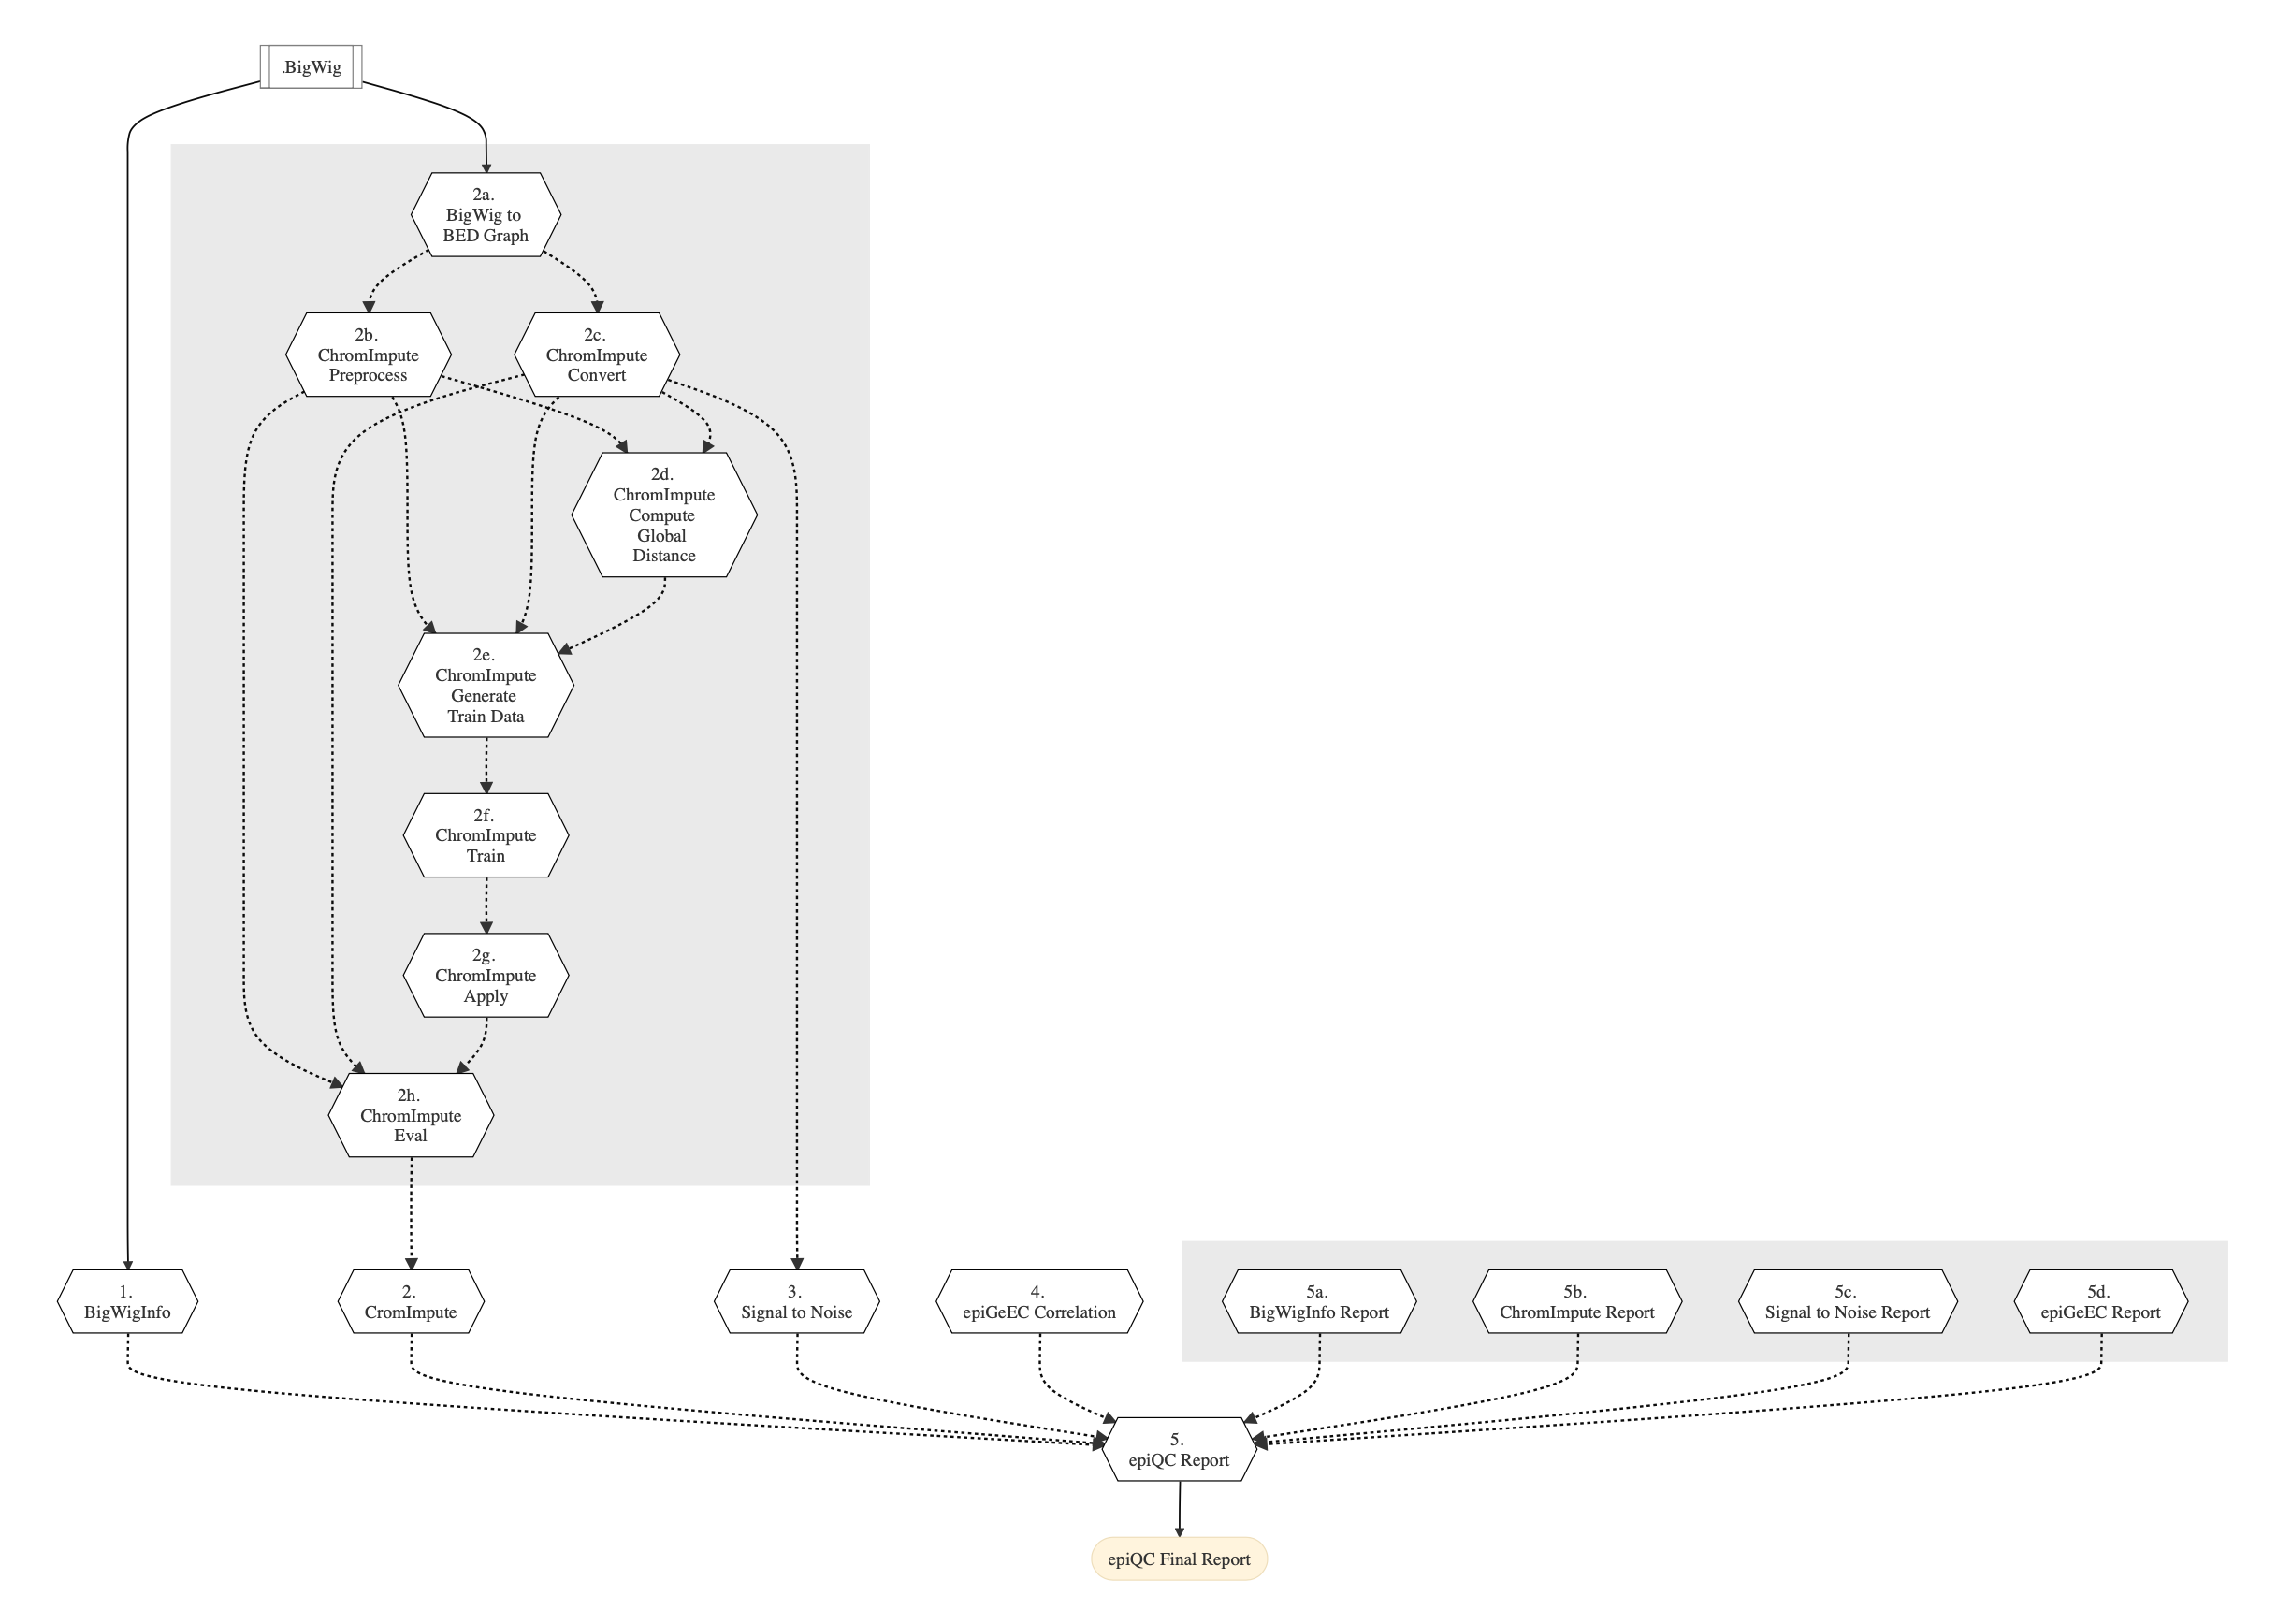 .BigWig
2a.
BigWig to
BED Graph
2b.
ChromImpute
Preprocess
2c.
ChromImpute
Convert
2d.
ChromImpute
Compute
Global
Distance
2e.
ChromImpute
Generate
Train Data
2f.
ChromImpute
Train
2g.
ChromImpute
Apply
2h.
ChromImpute
Eval
1.
BigWigInfo
2.
CromImpute
3.
Signal to Noise
4.
epiGeEC Correlation
5a.
BigWigInfo Report
5b.
ChromImpute Report
5c.
Signal to Noise Report
5d.
epiGeEC Report
5.
epiQC Report
epiQC Final Report